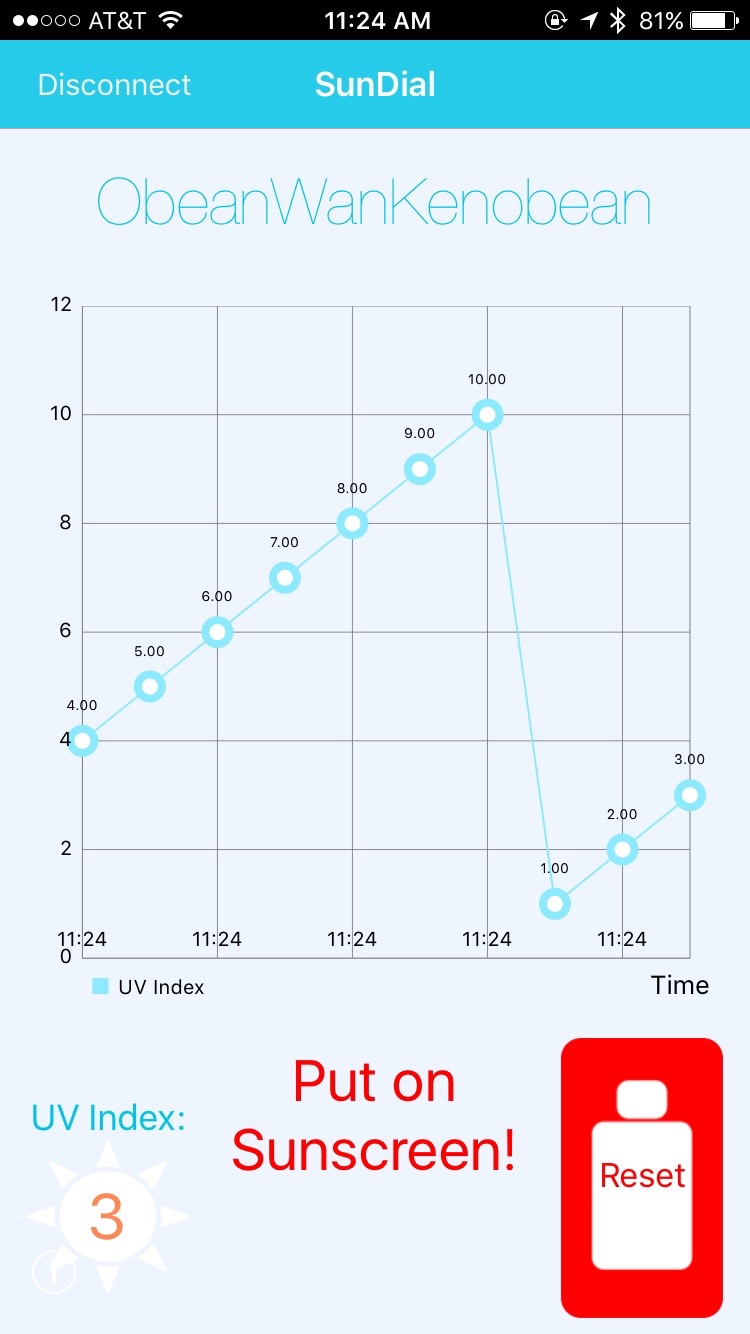 AT&T 11:24 AM 81%
Disconnect SunDial
ObeanWanKenobean
12
10.00
10
9.00
8.00
8
7.00
6.00
6
5.00
4.00
4
3.00
2.00
2
1.00
11:24 11:24 11:24 11:24 11:24
0
UV Index Time
Put on
Sunscreen!
UV Index:
Reset
3
f